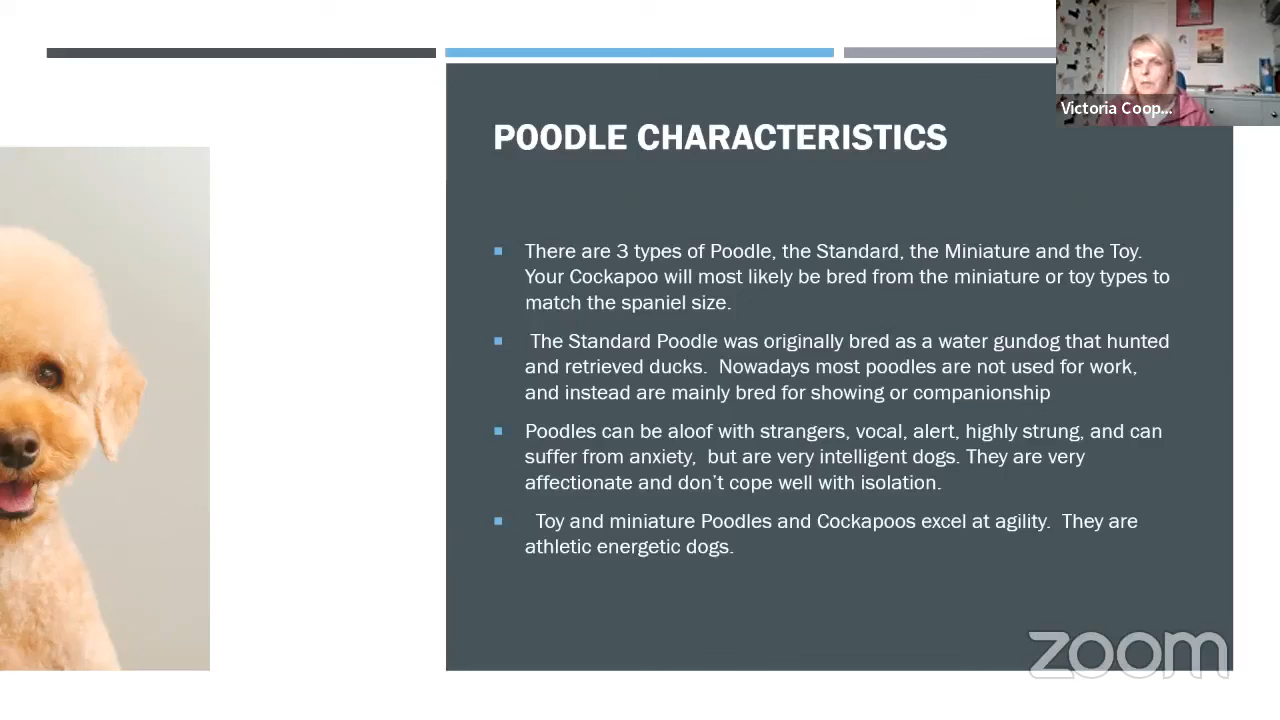 Victoria Coop...
POODLE CHARACTERISTICS
There are 3 types of Poodle, the Standard, the Miniature and the Toy.
Your Cockapoo will most likely be bred from the miniature or toy types to
match the spaniel size.
The Standard Poodle was originally bred as a water gundog that hunted
and retrieved ducks.  Nowadays most poodles are not used for work,
and instead are mainly bred for showing or companionship
Poodles can be aloof with strangers, vocal, alert, highly strung, and can
suffer from anxiety,  but are very intelligent dogs. They are very
affectionate and don't cope well with isolation.
Toy and miniature Poodles and Cockapoos excel at agility.  They are
athletic energetic dogs.
zoom